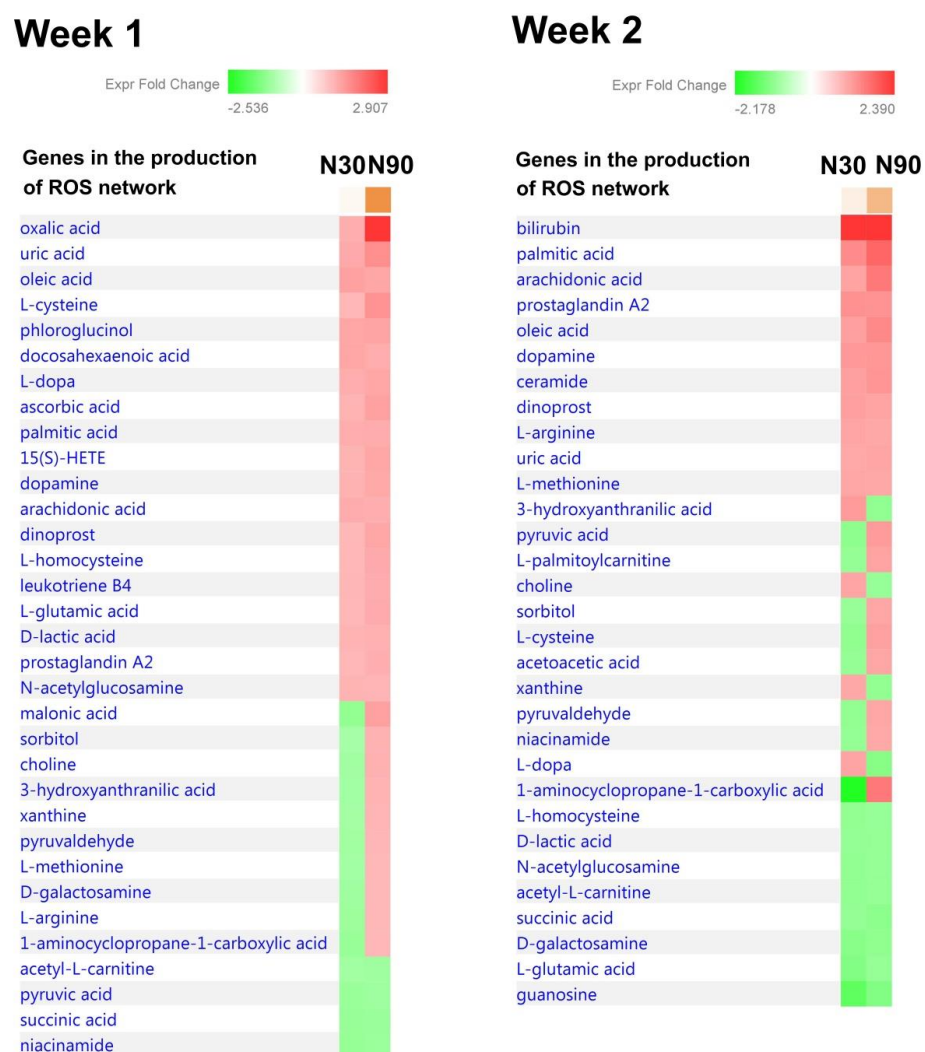 Week 1
Expr Fold Change
-2.536 2.907
Genes in the production
of ROS network
N30 N90
oxalic acid
uric acid
oleic acid
L-cysteine
phloroglucinol
docosahexaenoic acid
L-dopa
ascorbic acid
palmitic acid
15(S)-HETE
dopamine
arachidonic acid
dinoprost
L-homocysteine
leukotriene B4
L-glutamic acid
D-lactic acid
prostaglandin A2
N-acetylglucosamine
malonic acid
sorbitol
choline
3-hydroxyanthranilic acid
xanthine
pyruvaldehyde
L-methionine
D-galactosamine
L-arginine
1-aminocyclopropane-1-carboxylic acid
acetyl-L-carnitine
pyruvic acid
succinic acid
niacinamide
Week 2
Expr Fold Change
-2.178 2.390
Genes in the production
of ROS network
N30 N90
bilirubin
palmitic acid
arachidonic acid
prostaglandin A2
oleic acid
dopamine
ceramide
dinoprost
L-arginine
uric acid
L-methionine
3-hydroxyanthranilic acid
pyruvic acid
L-palmitoylcarnitine
choline
sorbitol
L-cysteine
acetoacetic acid
xanthine
pyruvaldehyde
niacinamide
L-dopa
1-aminocyclopropane-1-carboxylic acid
L-homocysteine
D-lactic acid
N-acetylglucosamine
acetyl-L-carnitine
succinic acid
D-galactosamine
L-glutamic acid
guanosine